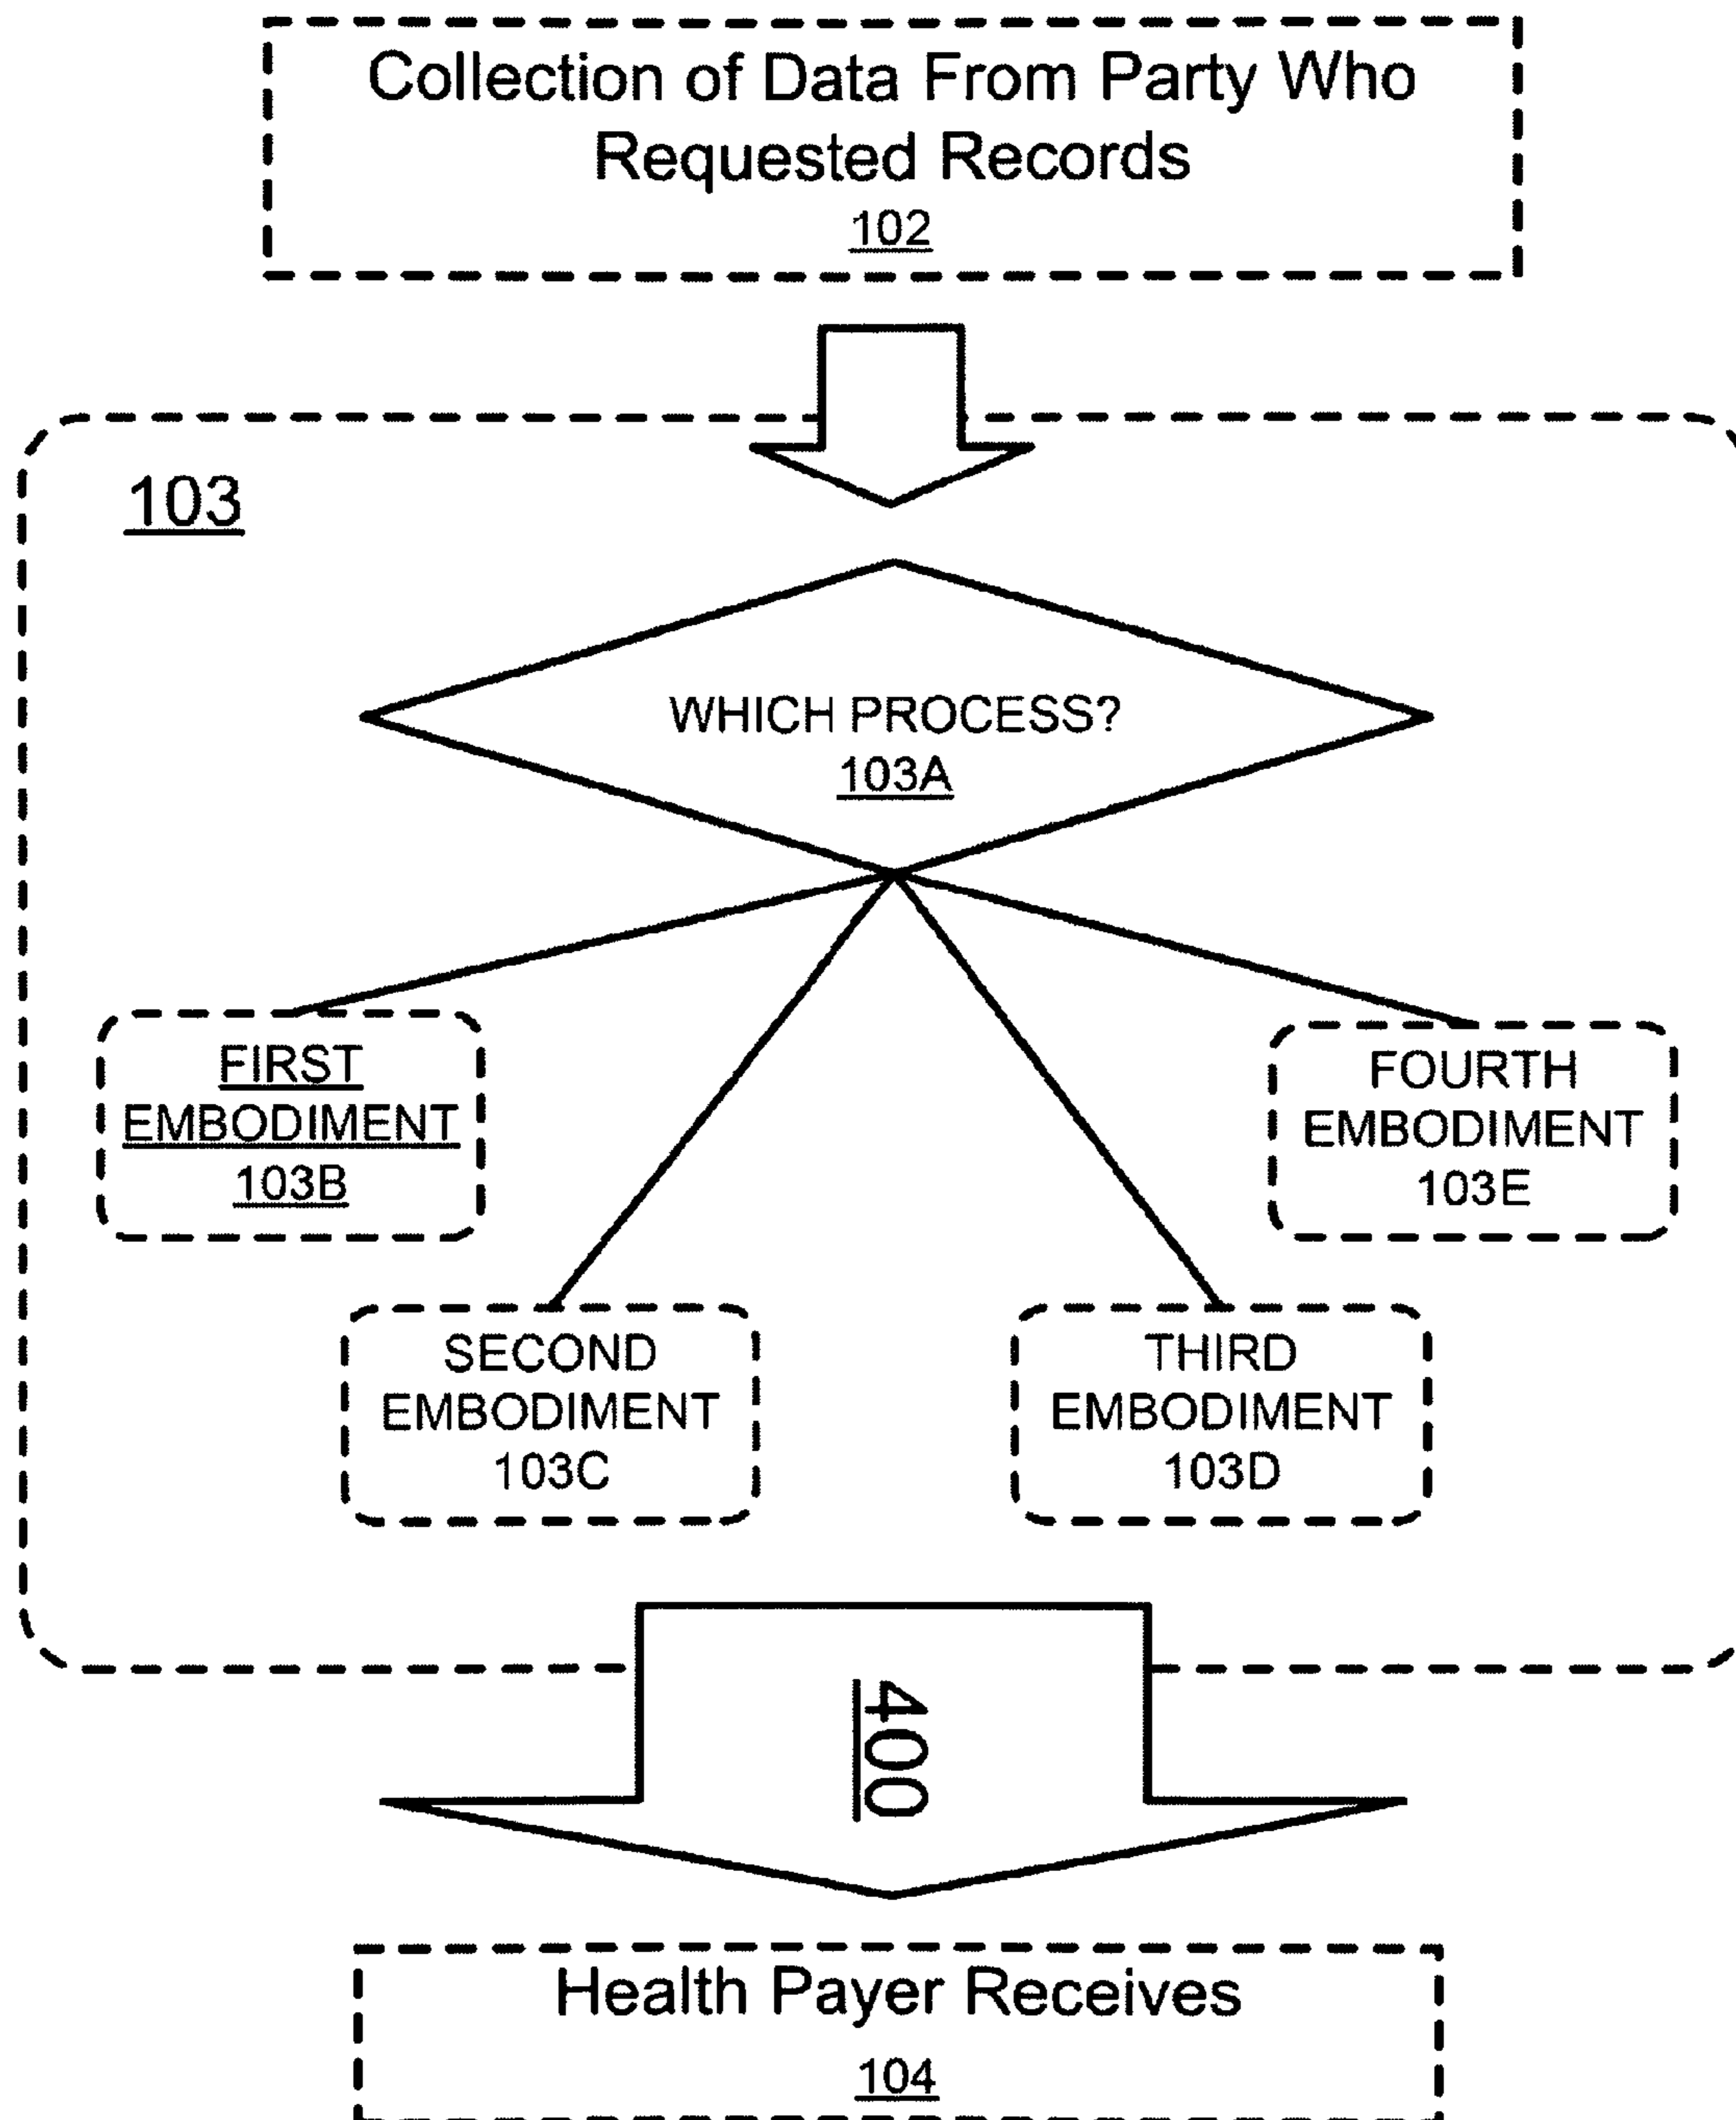 Collection of Data From Party Who
Requested Records
102
103
WHICH PROCESS?
103A
FIRST
EMBODIMENT
103B
FOURTH
EMBODIMENT
103E
SECOND
EMBODIMENT
103C
THIRD
EMBODIMENT
103D
400
Health Payer Receives
104